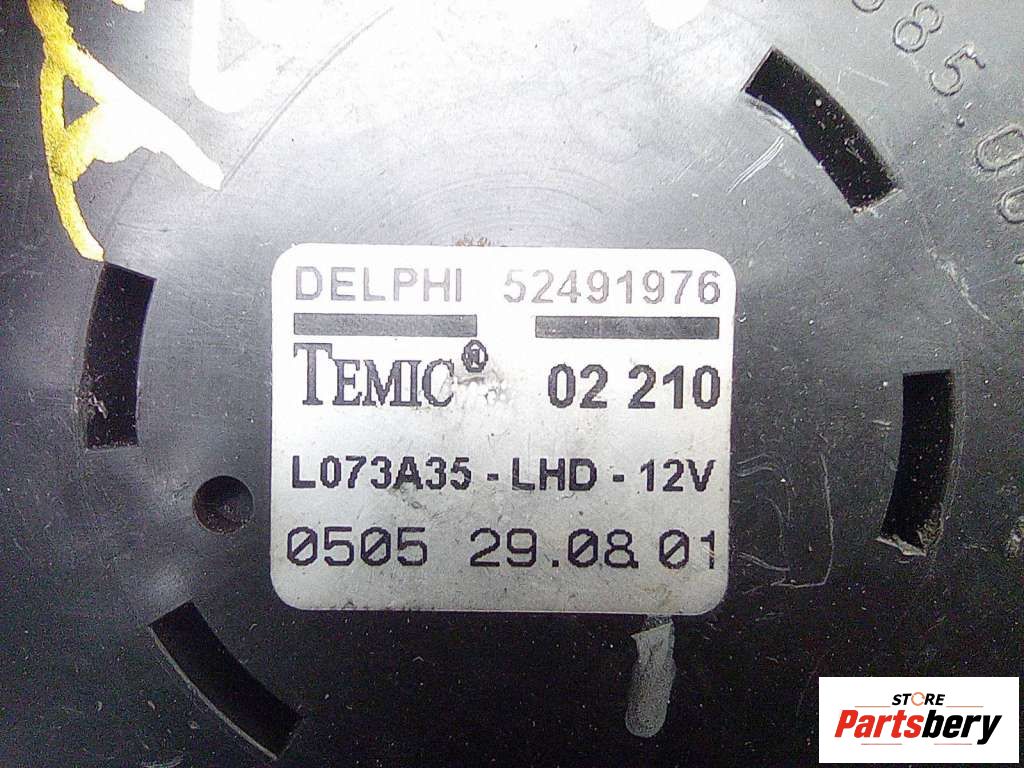 DELPHI 52491976
TEMIC® 02 210
L073A35 - LHD - 12V
0505 29.08.01
STORE
Partsbery